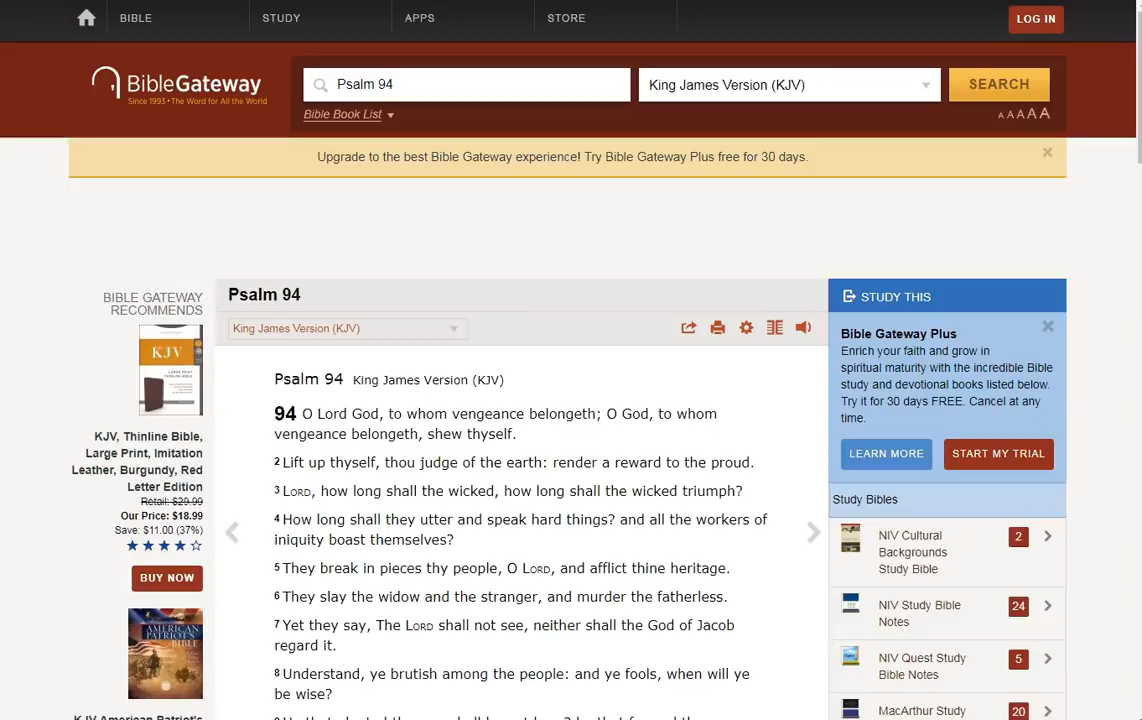 BIBLE
STUDY
APPS
STORE
LOG IN
BibleGateway
Since 1993 • The Word for All the World
Psalm 94
King James Version (KJV)
SEARCH
Bible Book List
A A A A A
Upgrade to the best Bible Gateway experience! Try Bible Gateway Plus free for 30 days.
BIBLE GATEWAY
RECOMMENDS
KJV
KJV, Thinline Bible,
Large Print, Imitation
Leather, Burgundy, Red
Letter Edition
Retail: $29.99
Our Price: $18.99
Save: $11.00 (37%)
BUY NOW
AMERICAN
PATRIOT'S
BIBLE
Psalm 94
King James Version (KJV)
Psalm 94 King James Version (KJV)
94 O Lord God, to whom vengeance belongeth; O God, to whom
vengeance belongeth, shew thyself.
2 Lift up thyself, thou judge of the earth: render a reward to the proud.
3 LORD, how long shall the wicked, how long shall the wicked triumph?
4 How long shall they utter and speak hard things? and all the workers of
iniquity boast themselves?
5 They break in pieces thy people, O LORD, and afflict thine heritage.
6 They slay the widow and the stranger, and murder the fatherless.
7 Yet they say, The LORD shall not see, neither shall the God of Jacob
regard it.
8 Understand, ye brutish among the people: and ye fools, when will ye
be wise?
STUDY THIS
Bible Gateway Plus
Enrich your faith and grow in
spiritual maturity with the incredible Bible
study and devotional books listed below.
Try it for 30 days FREE. Cancel at any
time.
LEARN MORE
START MY TRIAL
Study Bibles
NIV Cultural
Backgrounds
Study Bible
2
NIV Study Bible
Notes
24
NIV Quest Study
Bible Notes
5
MacArthur Study
20